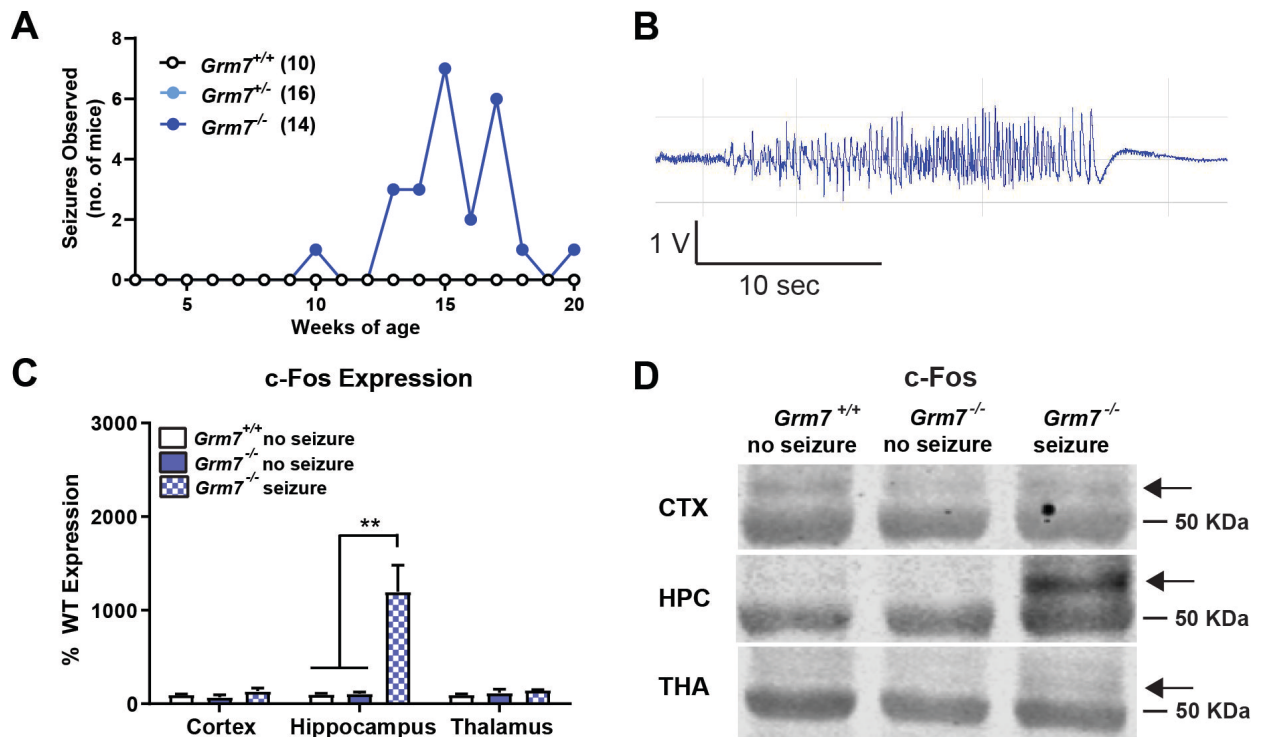 A
8
6
4
2
0
Seizures Observed
(no. of mice)
Grm7+/+ (10)
Grm7+/- (16)
Grm7-/- (14)
5
10
15
20
Weeks of age
B
1 V
10 sec
C
c-Fos Expression
3000
2000
1000
0
% WT Expression
Grm7+/+ no seizure
Grm7-/- no seizure
Grm7-/- seizure
**
Cortex
Hippocampus
Thalamus
D
c-Fos
Grm7 +/+
no seizure
Grm7-/-
no seizure
Grm7-/-
seizure
CTX
50 KDa
HPC
50 KDa
THA
50 KDa